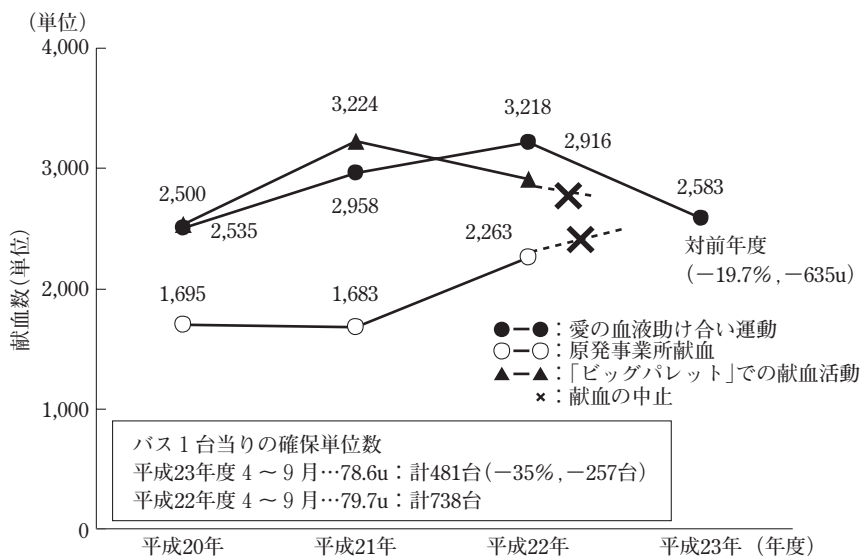 （単位）
4,000
3,000
2,000
1,000
0
献血数（単位）
3,224
3,218
2,916
2,500
2,535
2,958
2,583
2,263
1,695
1,683
対前年度
（－19.7％，－635u）
●－●：愛の血液助け合い運動
○－○：原発事業所献血
▲－▲：「ビッグパレット」での献血活動
×：献血の中止
バス１台当りの確保単位数
平成23年度４～９月…78.6u：計481台（－35％，－257台）
平成22年度４～９月…79.7u：計738台
平成20年 平成21年 平成22年 平成23年 （年度）